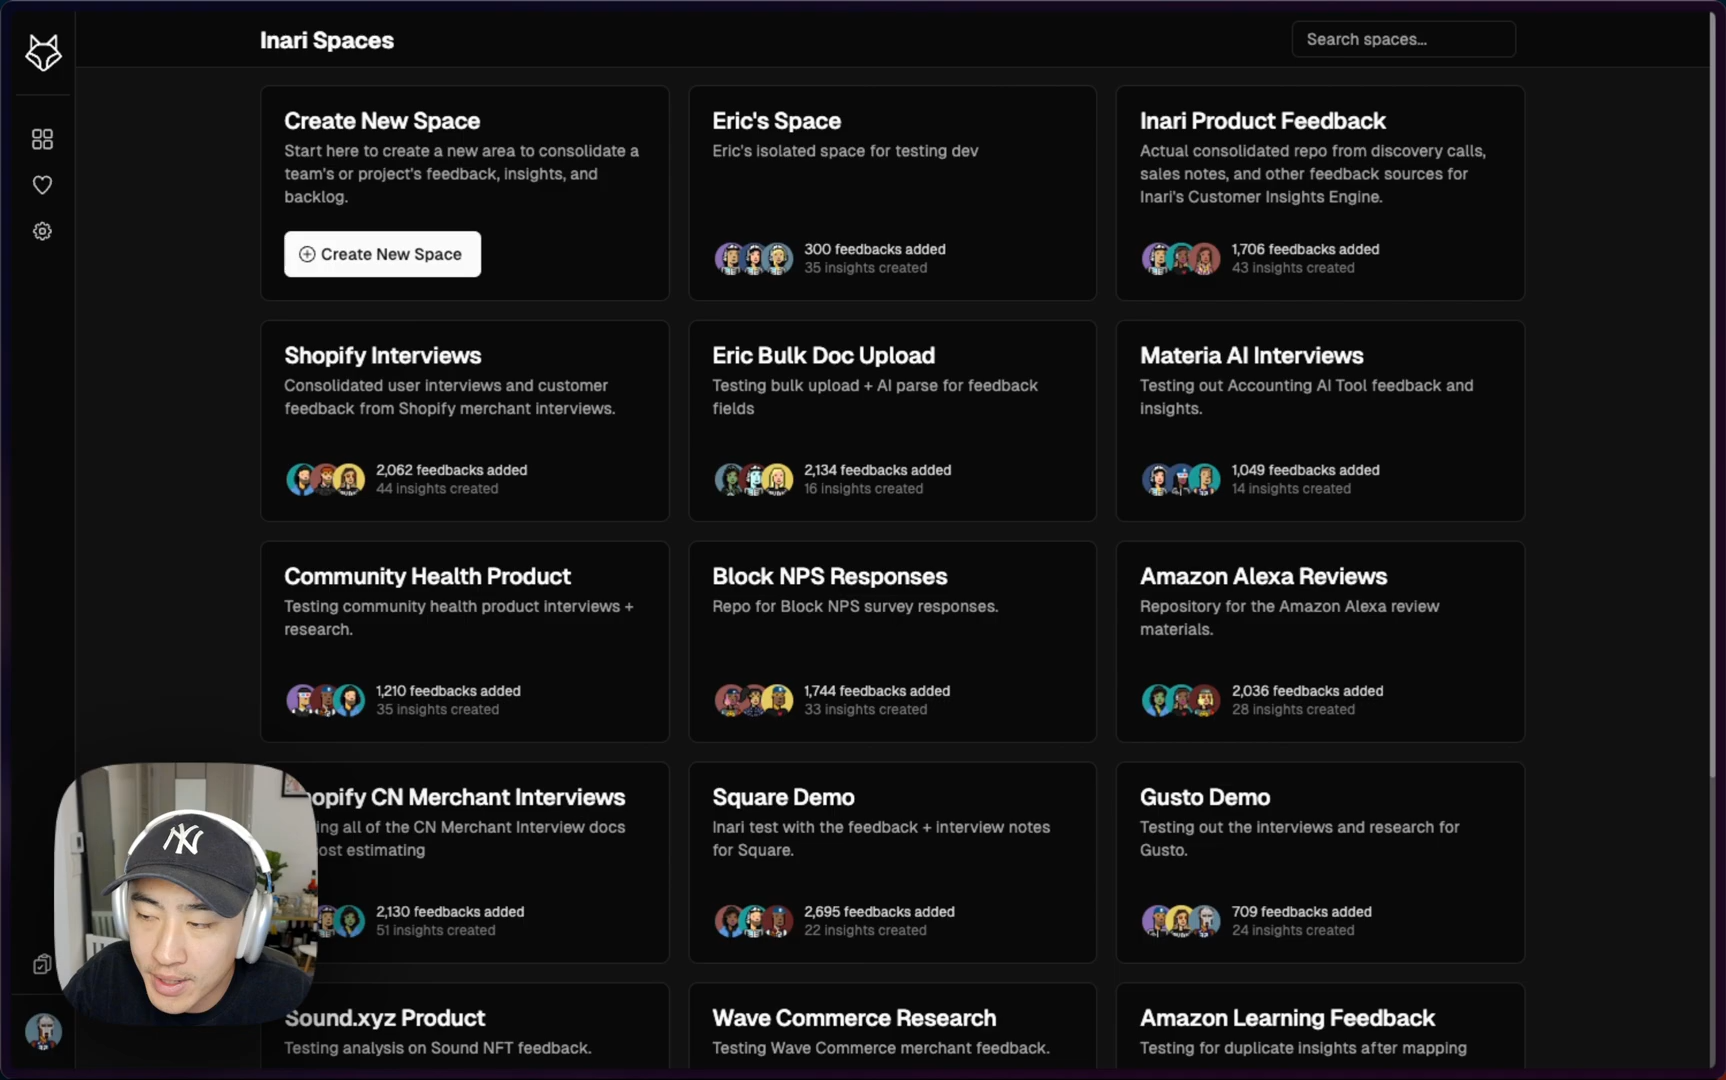 Inari Spaces
Search spaces...
Create New Space
Start here to create a new area to consolidate a
team's or project's feedback, insights, and
backlog.
Create New Space
Eric's Space
Eric's isolated space for testing dev
300 feedbacks added
35 insights created
Inari Product Feedback
Actual consolidated repo from discovery calls,
sales notes, and other feedback sources for
Inari's Customer Insights Engine.
1,706 feedbacks added
43 insights created
Shopify Interviews
Consolidated user interviews and customer
feedback from Shopify merchant interviews.
2,062 feedbacks added
44 insights created
Eric Bulk Doc Upload
Testing bulk upload + AI parse for feedback
fields
2,134 feedbacks added
16 insights created
Materia AI Interviews
Testing out Accounting AI Tool feedback and
insights.
1,049 feedbacks added
14 insights created
Community Health Product
Testing community health product interviews +
research.
1,210 feedbacks added
35 insights created
Block NPS Responses
Repo for Block NPS survey responses.
1,744 feedbacks added
33 insights created
Amazon Alexa Reviews
Repository for the Amazon Alexa review
materials.
2,036 feedbacks added
28 insights created
opify CN Merchant Interviews
ing all of the CN Merchant Interview docs
ost estimating
2,130 feedbacks added
51 insights created
NY
Square Demo
Inari test with the feedback + interview notes
for Square.
2,695 feedbacks added
22 insights created
Gusto Demo
Testing out the interviews and research for
Gusto.
709 feedbacks added
24 insights created
Sound.xyz Product
Testing analysis on Sound NFT feedback.
Wave Commerce Research
Testing Wave Commerce merchant feedback.
Amazon Learning Feedback
Testing for duplicate insights after mapping